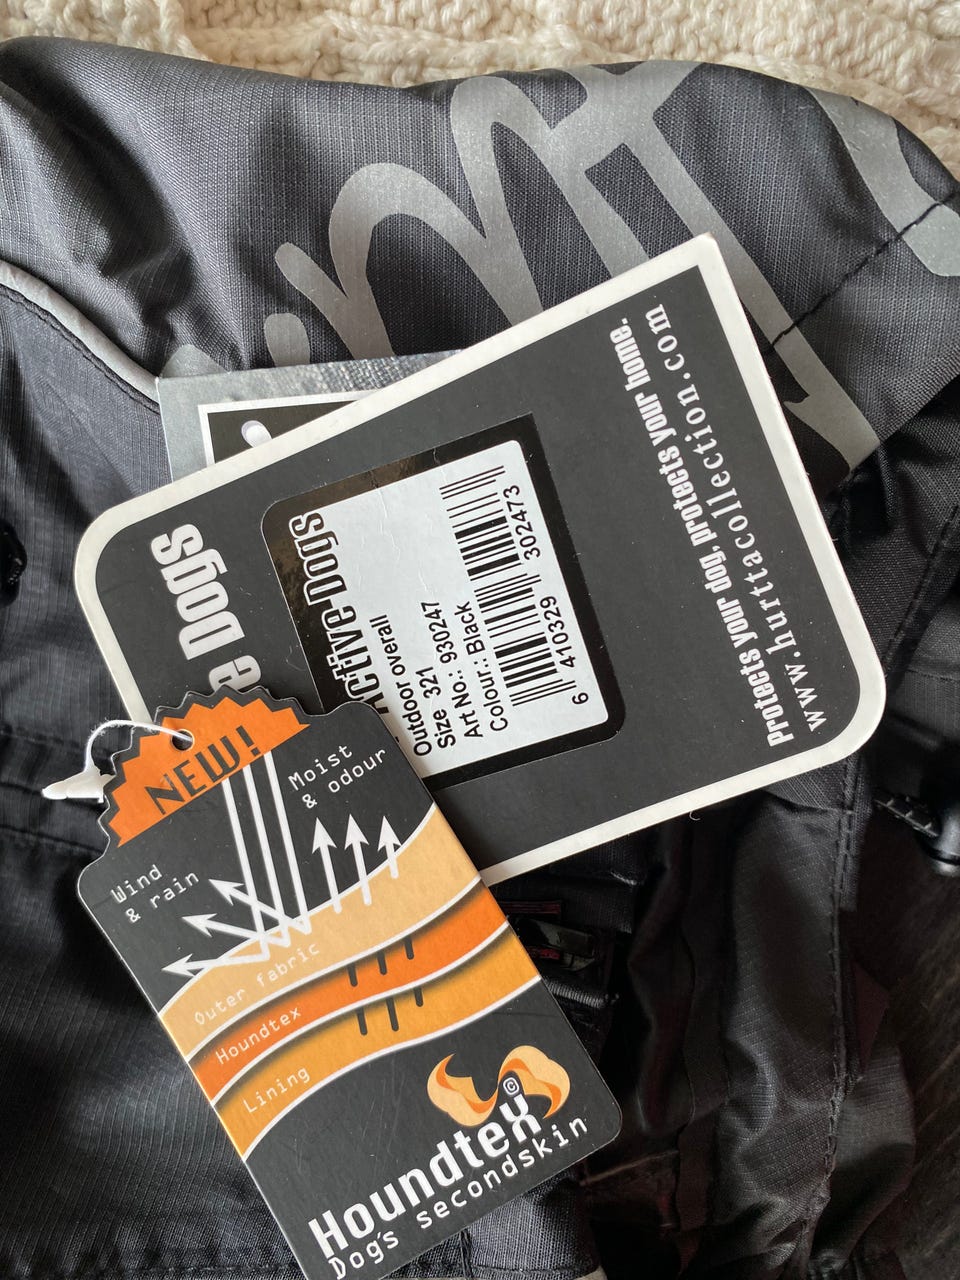 e Dogs
Active Dogs
Outdoor overall
Size 321
Art No.: 930247
Colour.: Black
6 410329 302473
Protects your dog, protects your home.
www.hurttacollection.com
NEW!
Moist
& odour
Wind
& rain
Outer fabric
Houndtex
Lining
Houndtex©
Dog's secondskin